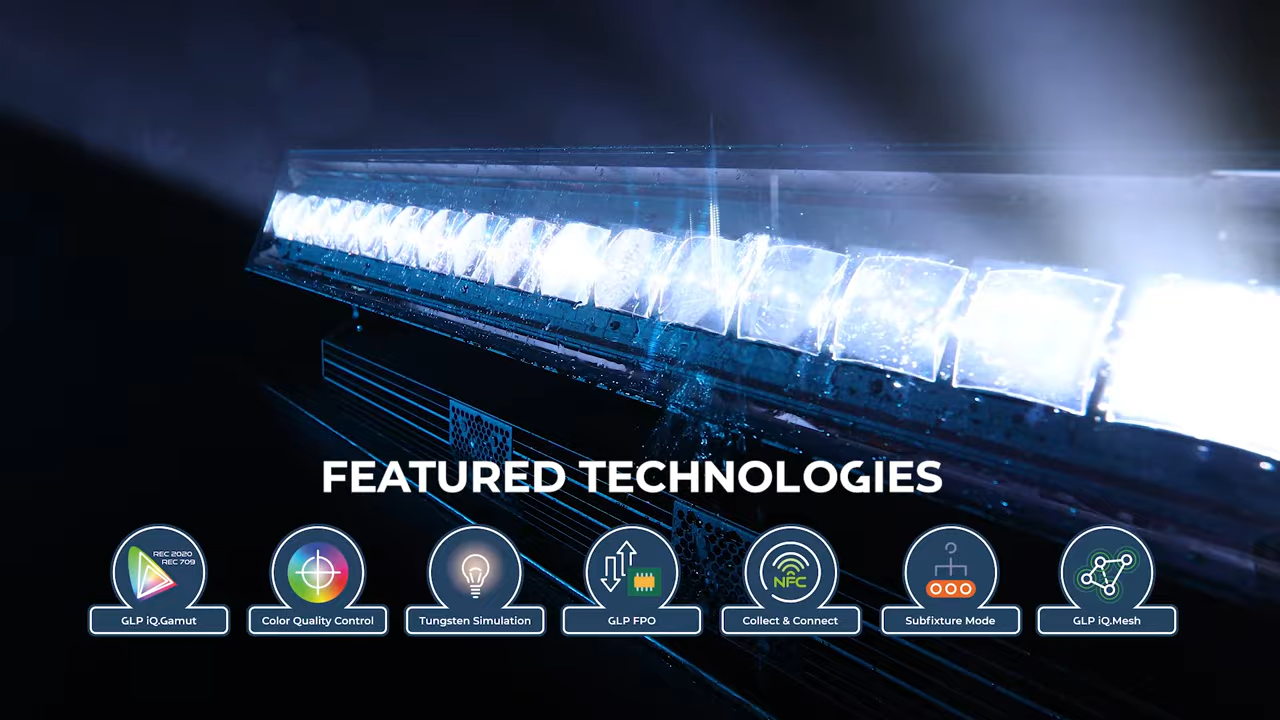 FEATURED TECHNOLOGIES
REC 2020
REC 709
NFC
GLP iQ.Gamut
Color Quality Control
Tungsten Simulation
GLP FPO
Collect & Connect
Subfixture Mode
GLP iQ.Mesh